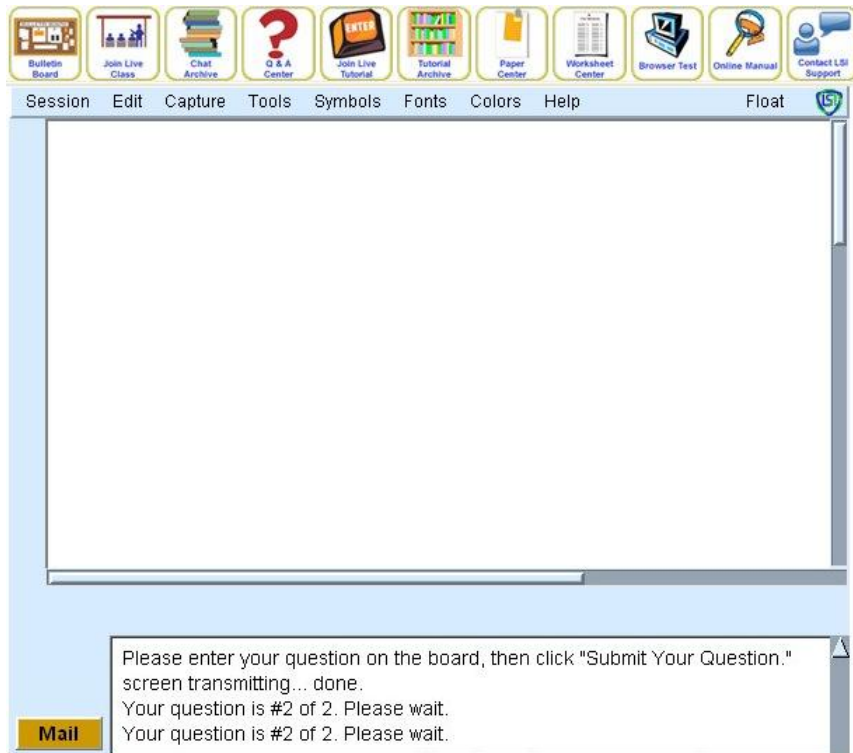 Bulletin
Board
Join Live
Class
Chat
Archive
Q & A
Center
ENTER
Join Live
Tutorial
Tutorial
Archive
Paper
Center
Worksheet
Center
Browser Test
Online Manual
Contact LSI
Support
Session Edit Capture Tools Symbols Fonts Colors Help Float LSI
Please enter your question on the board, then click "Submit Your Question."
screen transmitting... done.
Your question is #2 of 2. Please wait.
Mail
Your question is #2 of 2. Please wait.